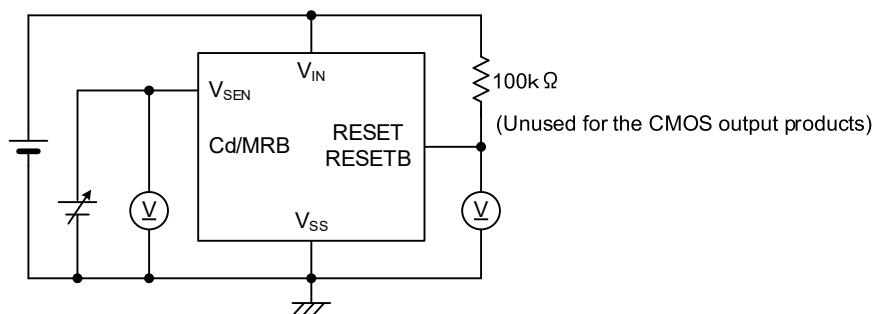 V_IN
V_SEN
100kΩ
(Unused for the CMOS output products)
Cd/MRB
RESET
RESETB
V
V
V_SS